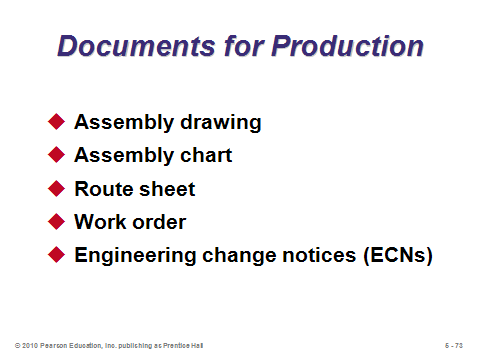 Documents for Production
Assembly drawing
Assembly chart
Route sheet
Work order
Engineering change notices (ECNs)
© 2010 Pearson Education, Inc. publishing as Prentice Hall
5 - 73